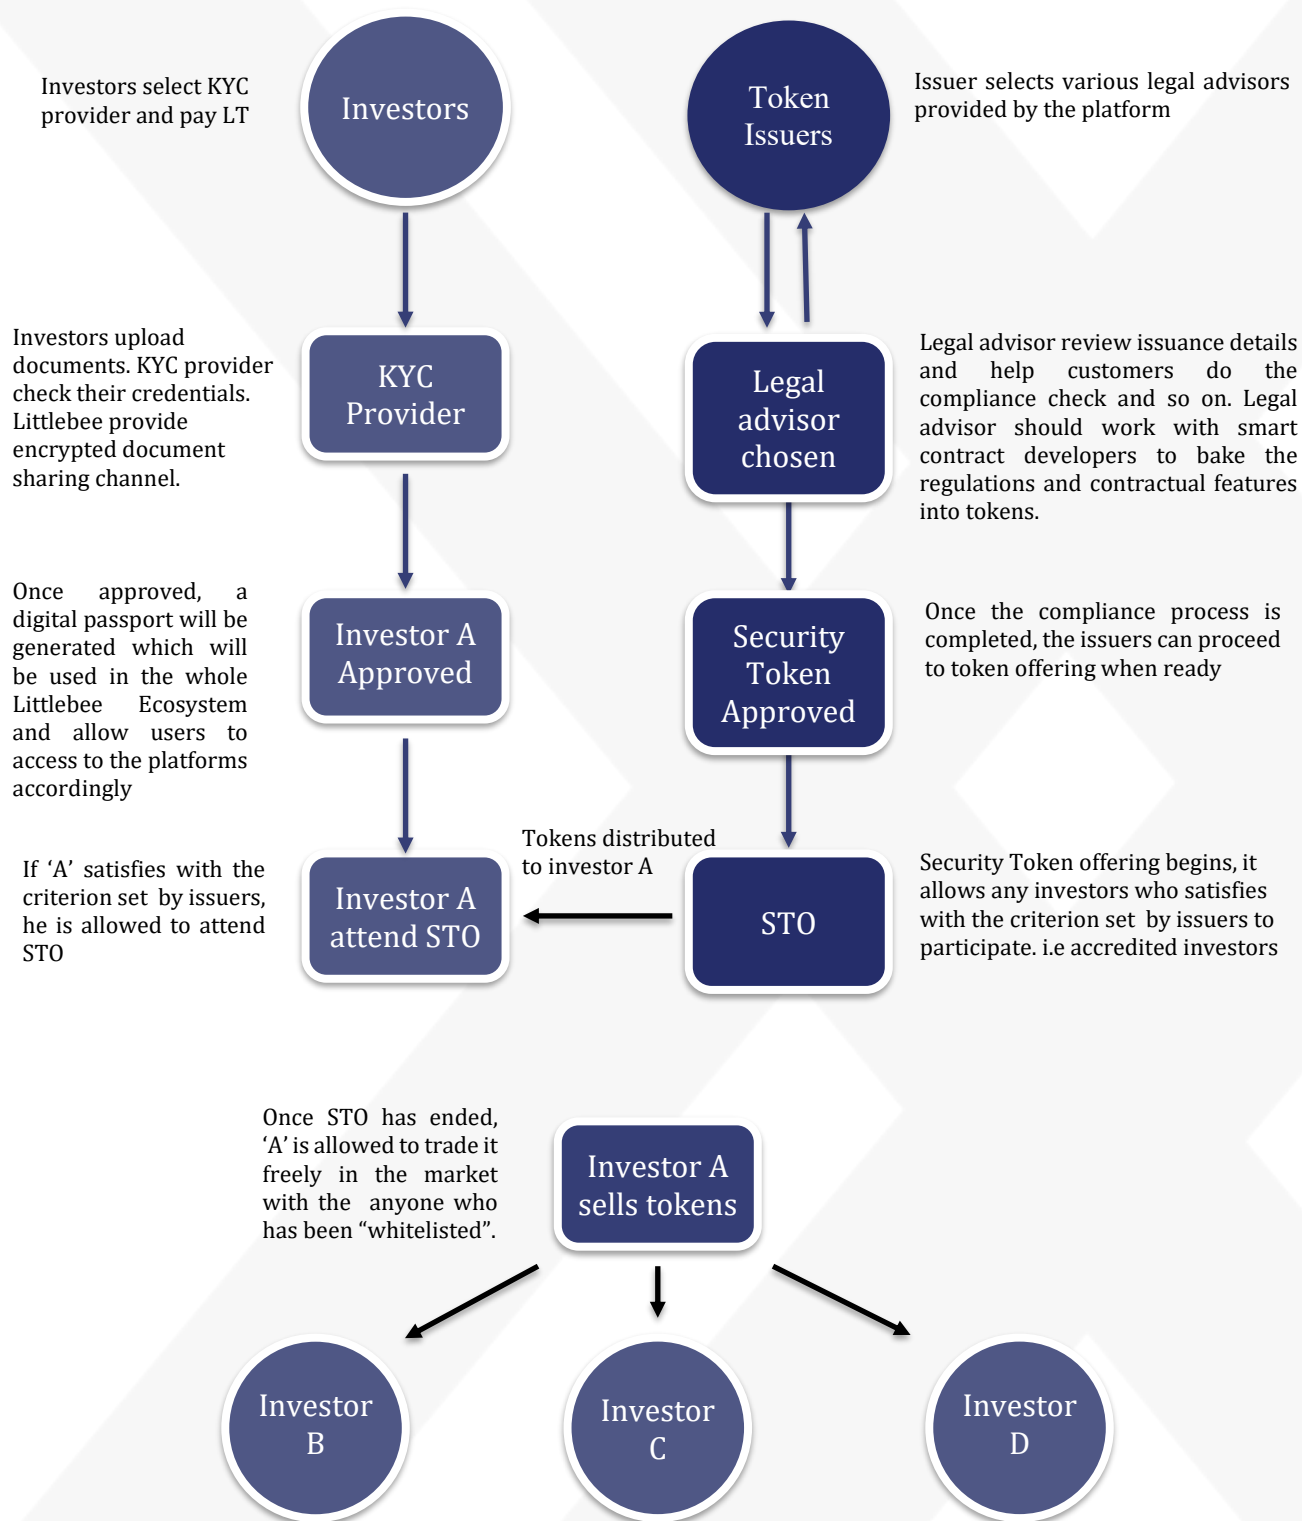 Investors select KYC
provider and pay LT
Investors
Token
Issuers
Issuer selects various legal advisors
provided by the platform
Investors upload
documents. KYC provider
check their credentials.
Littlebee provide
encrypted document
sharing channel.
KYC
Provider
Legal
advisor
chosen
Legal advisor review issuance details
and help customers do the
compliance check and so on. Legal
advisor should work with smart
contract developers to bake the
regulations and contractual features
into tokens.
Once approved, a
digital passport will be
generated which will
be used in the whole
Littlebee Ecosystem
and allow users to
access to the platforms
accordingly
Investor A
Approved
Security
Token
Approved
Once the compliance process is
completed, the issuers can proceed
to token offering when ready
If ‘A’ satisfies with the
criterion set by issuers,
he is allowed to attend
STO
Investor A
attend STO
Tokens distributed
to investor A
STO
Security Token offering begins, it
allows any investors who satisfies
with the criterion set by issuers to
participate. i.e accredited investors
Once STO has ended,
‘A’ is allowed to trade it
freely in the market
with the anyone who
has been “whitelisted”.
Investor A
sells tokens
Investor
B
Investor
C
Investor
D